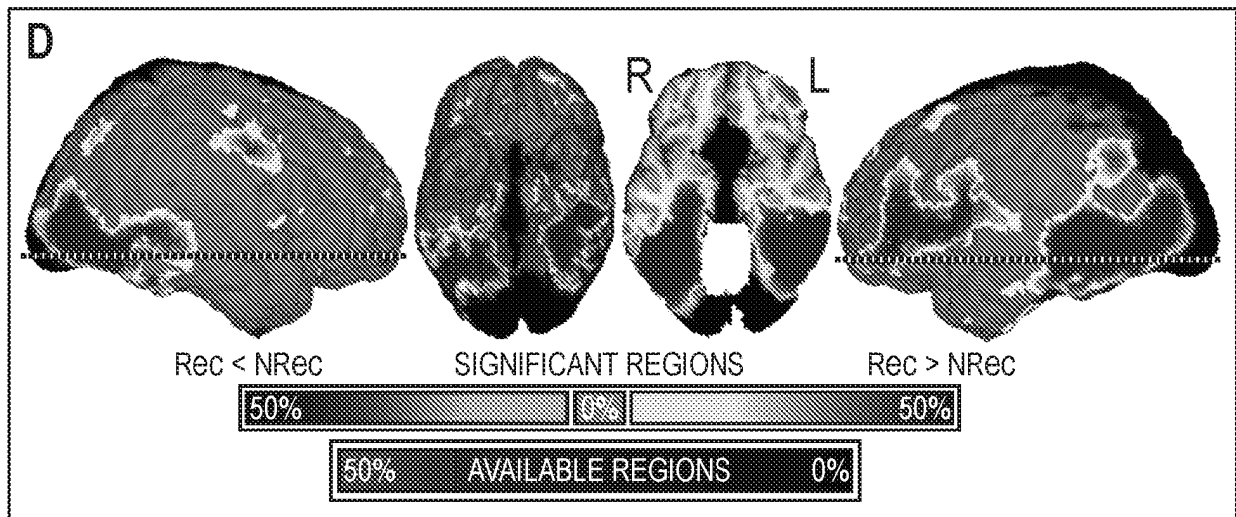 D
R L
Rec < NRec SIGNIFICANT REGIONS Rec > NRec
50% 0% 50%
50% AVAILABLE REGIONS 0%